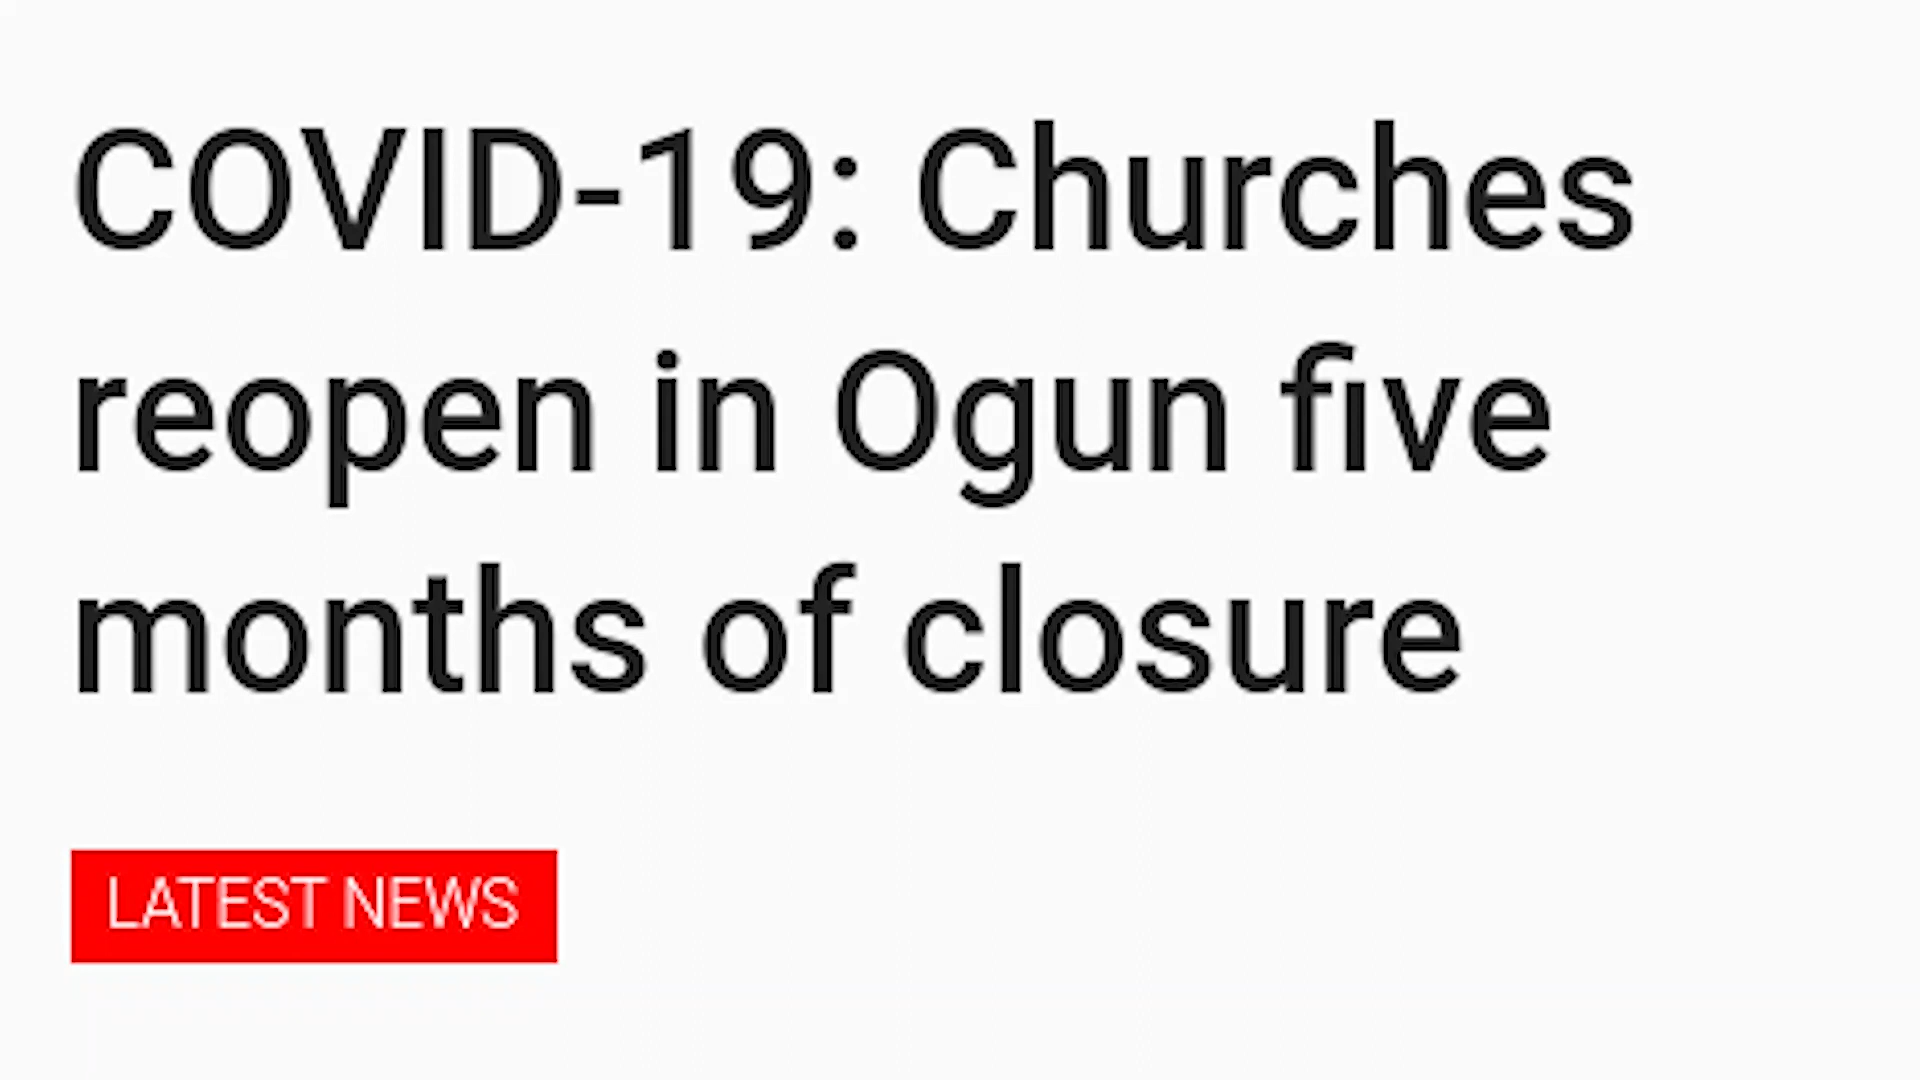 COVID-19: Churches
reopen in Ogun five
months of closure
LATEST NEWS